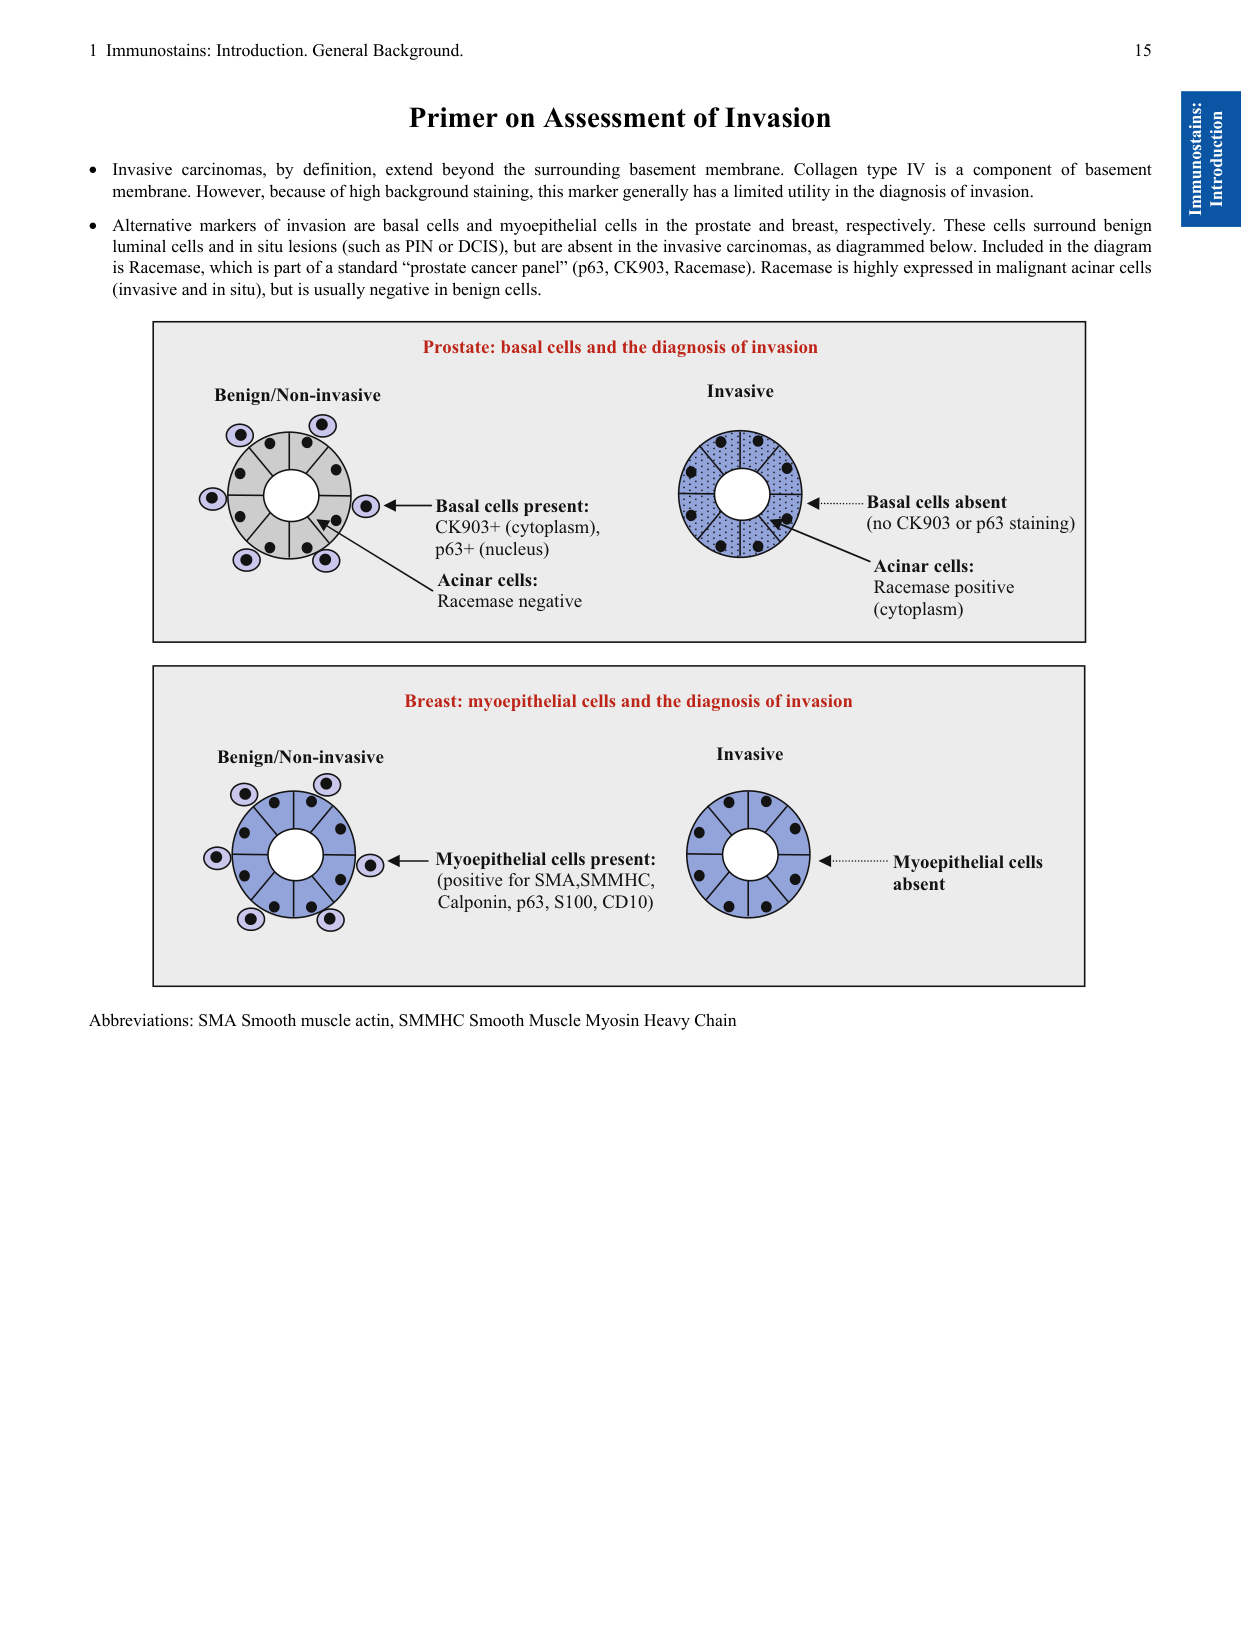 1 Immunostains: Introduction. General Background.
15
Immunostains:
Introduction
Primer on Assessment of Invasion
• Invasive carcinomas, by definition, extend beyond the surrounding basement membrane. Collagen type IV is a component of basement
membrane. However, because of high background staining, this marker generally has a limited utility in the diagnosis of invasion.
• Alternative markers of invasion are basal cells and myoepithelial cells in the prostate and breast, respectively. These cells surround benign
luminal cells and in situ lesions (such as PIN or DCIS), but are absent in the invasive carcinomas, as diagrammed below. Included in the diagram
is Racemase, which is part of a standard “prostate cancer panel” (p63, CK903, Racemase). Racemase is highly expressed in malignant acinar cells
(invasive and in situ), but is usually negative in benign cells.
Prostate: basal cells and the diagnosis of invasion
Benign/Non-invasive
Basal cells present:
CK903+ (cytoplasm),
p63+ (nucleus)
Acinar cells:
Racemase negative
Invasive
Basal cells absent
(no CK903 or p63 staining)
Acinar cells:
Racemase positive
(cytoplasm)
Breast: myoepithelial cells and the diagnosis of invasion
Benign/Non-invasive
Myoepithelial cells present:
(positive for SMA,SMMHC,
Calponin, p63, S100, CD10)
Invasive
Myoepithelial cells
absent
Abbreviations: SMA Smooth muscle actin, SMMHC Smooth Muscle Myosin Heavy Chain